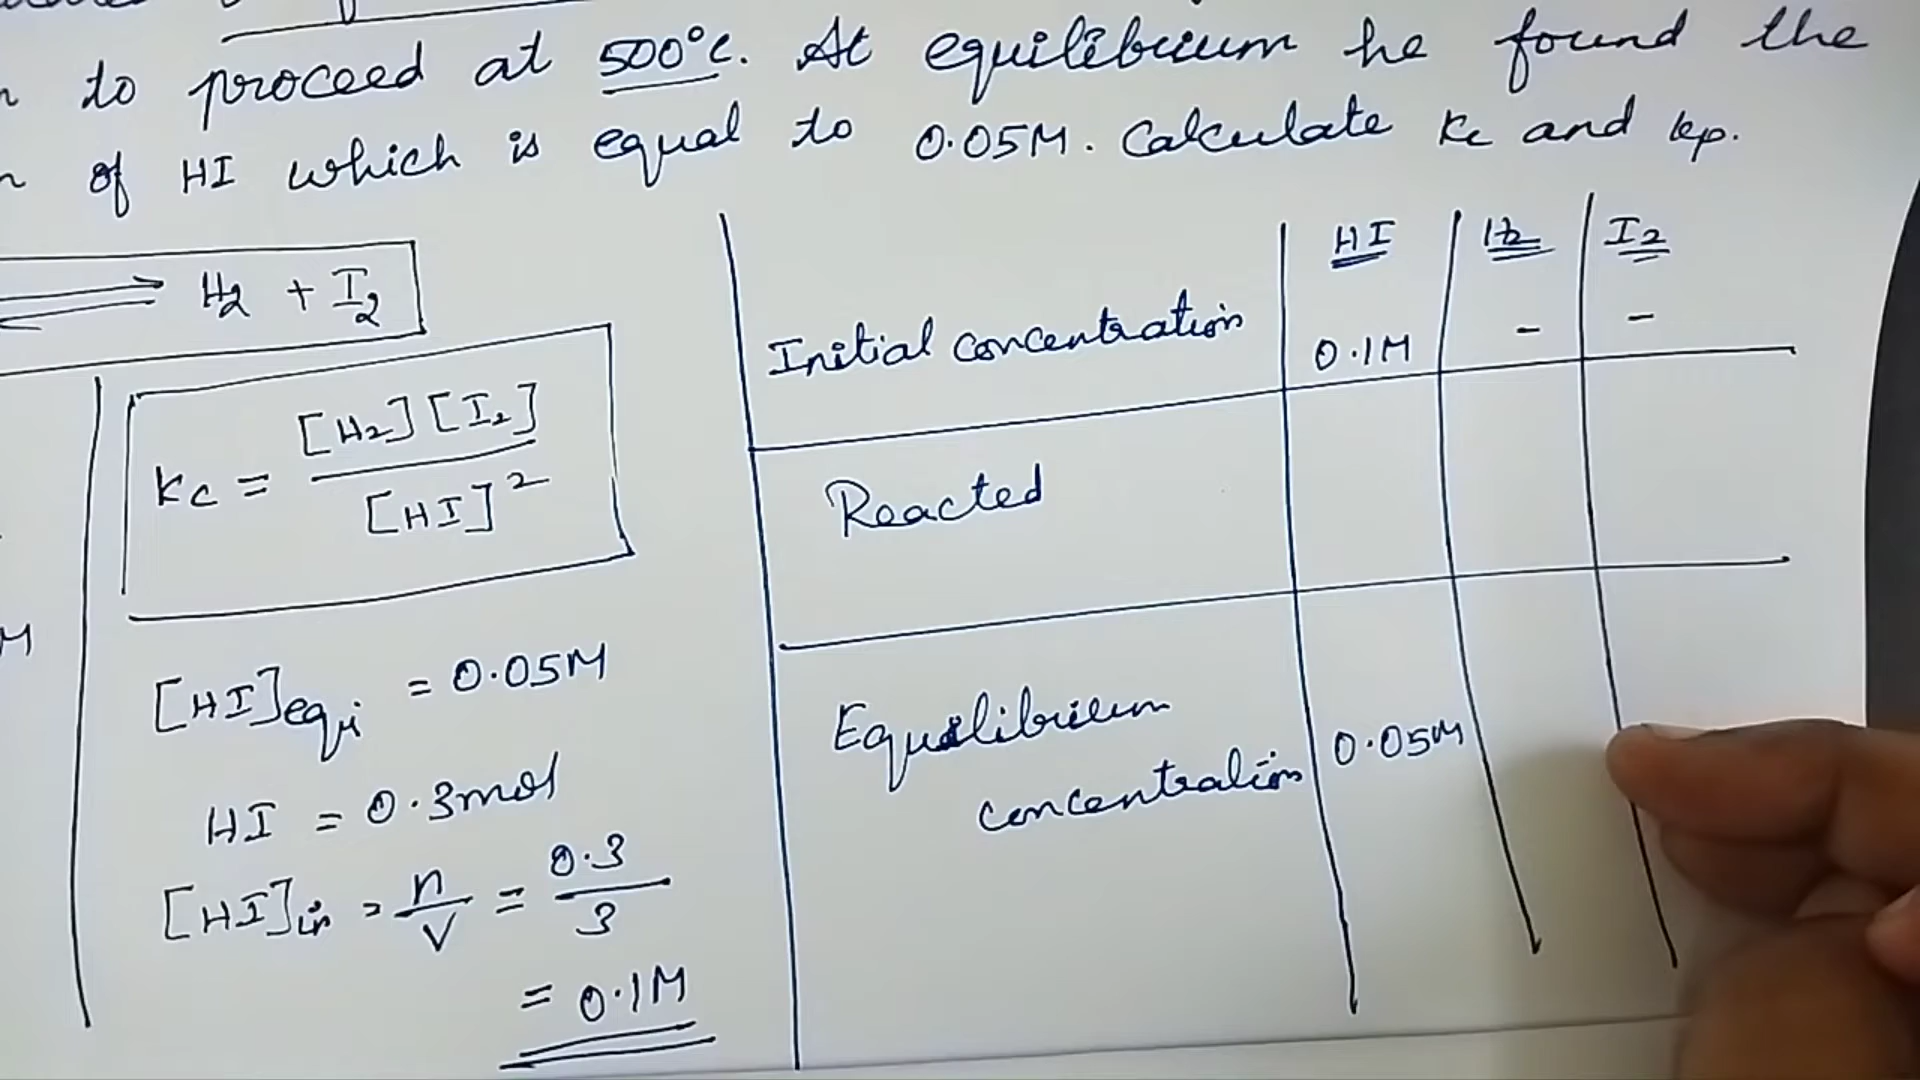 to proceed at 500°c. At equilibrium he found the
of HI which is equal to 0.05M. Calculate Kc and kp.
⇌ H2 + I2
HI H2 I2
Initial concentration 0.1M - -
kc = [H2][I2] / [HI]²
Reacted
M
[HI]equi = 0.05M
Equilibrium 0.05M
concentration
HI = 0.3mol
[HI]in = n/V = 0.3/3
= 0.1M